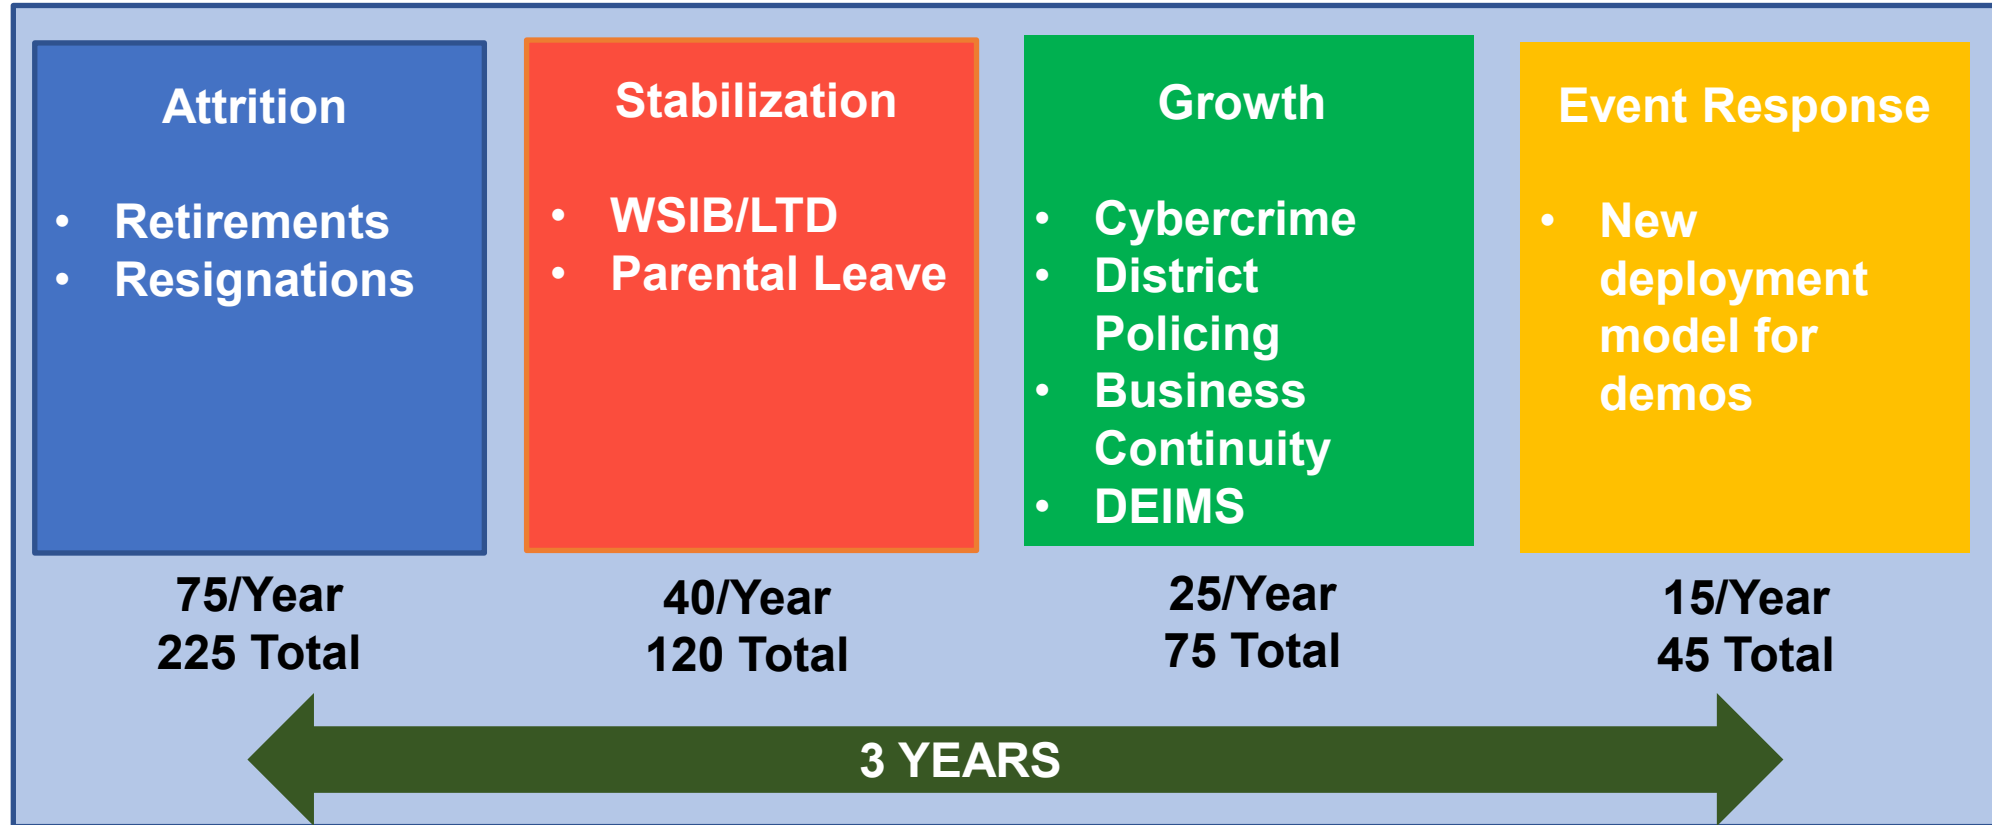 Attrition
• Retirements
• Resignations
75/Year
225 Total
Stabilization
• WSIB/LTD
• Parental Leave
40/Year
120 Total
Growth
• Cybercrime
• District
Policing
• Business
Continuity
• DEIMS
25/Year
75 Total
Event Response
• New
deployment
model for
demos
15/Year
45 Total
3 YEARS